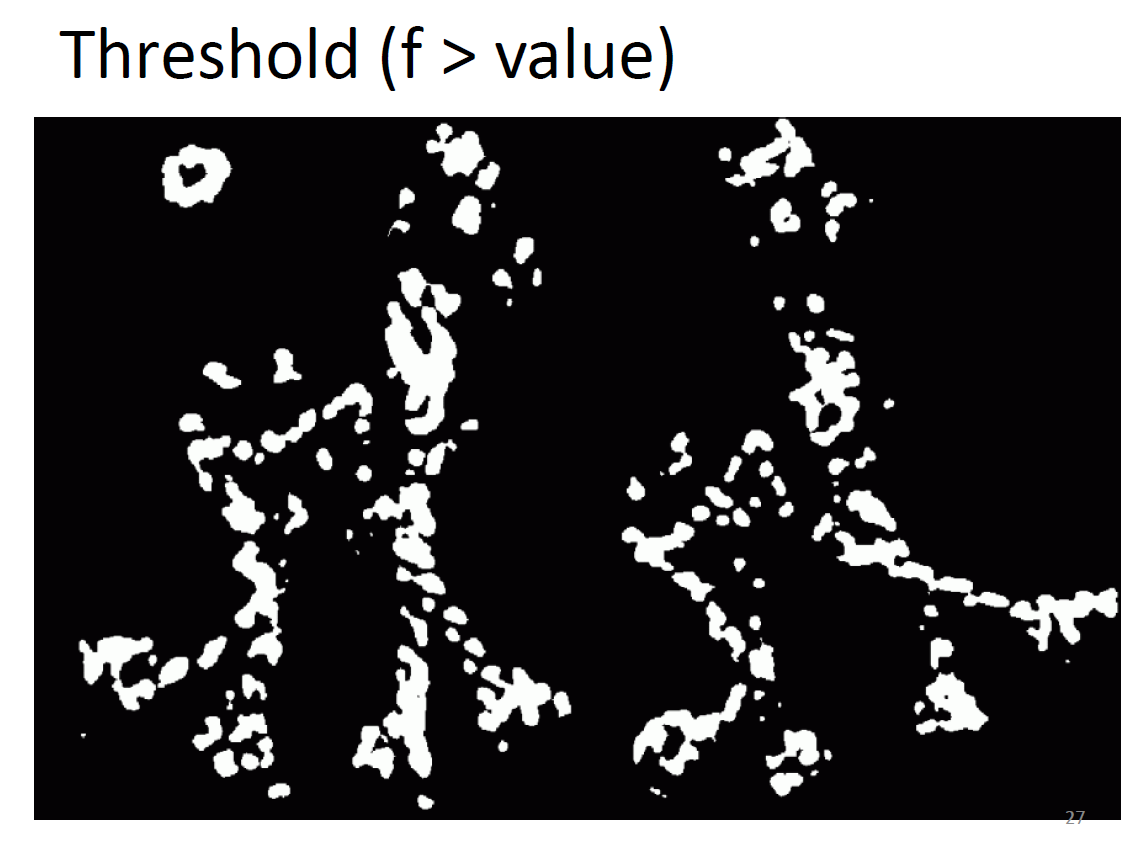 Threshold (f > value)
27